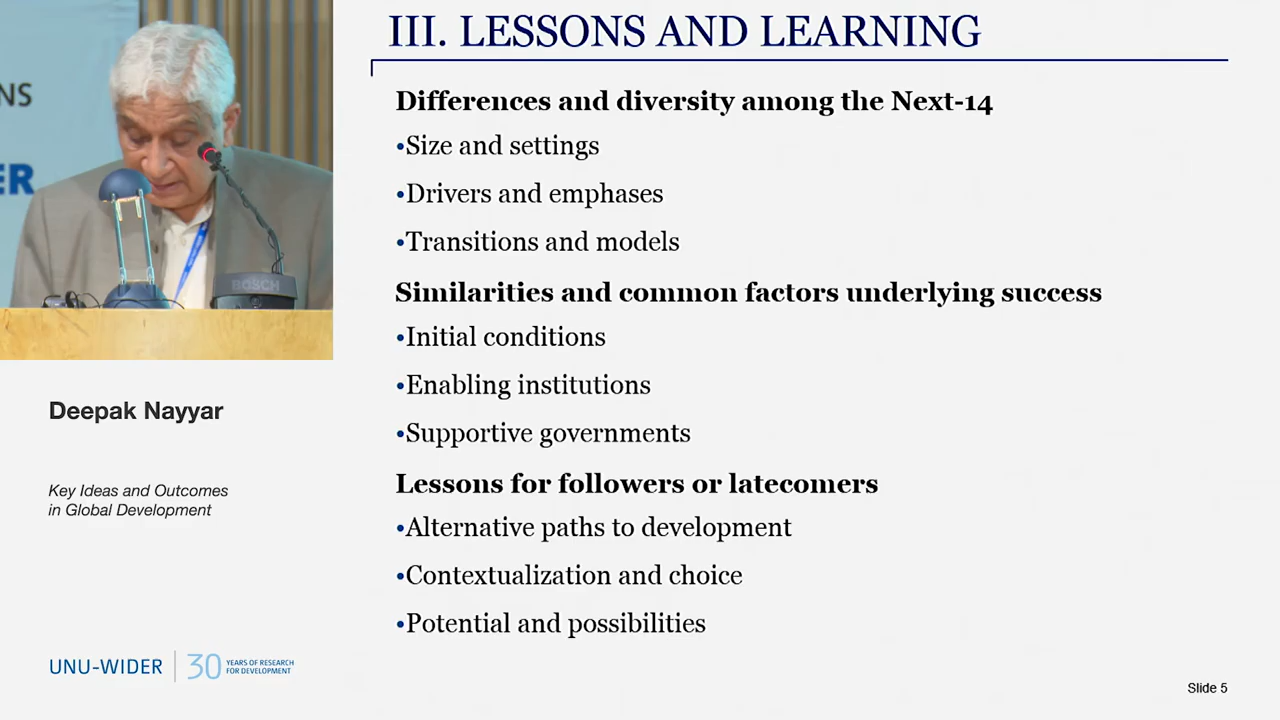 NS
ER
BOSCH
Deepak Nayyar
Key Ideas and Outcomes
in Global Development
UNU-WIDER
30 YEARS OF RESEARCH
FOR DEVELOPMENT
III. LESSONS AND LEARNING
Differences and diversity among the Next-14
•Size and settings
•Drivers and emphases
•Transitions and models
Similarities and common factors underlying success
•Initial conditions
•Enabling institutions
•Supportive governments
Lessons for followers or latecomers
•Alternative paths to development
•Contextualization and choice
•Potential and possibilities
Slide 5